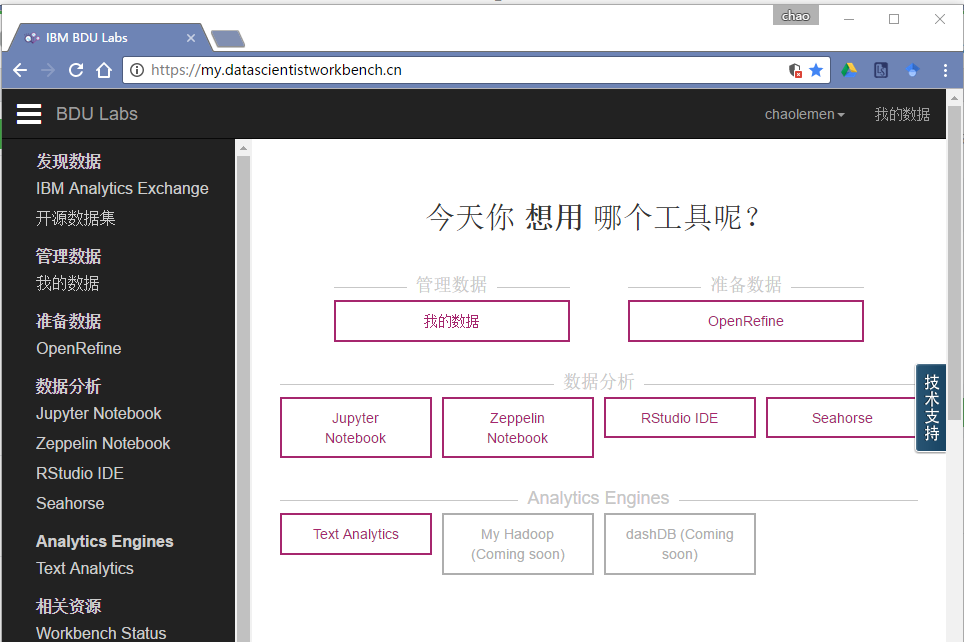 chao
IBM BDU Labs
https://my.datascientistworkbench.cn
BDU Labs
chaolemen
我的数据
发现数据
IBM Analytics Exchange
开源数据集
管理数据
我的数据
准备数据
OpenRefine
数据分析
Jupyter Notebook
Zeppelin Notebook
RStudio IDE
Seahorse
Analytics Engines
Text Analytics
相关资源
Workbench Status
今天你 想用 哪个工具呢?
管理数据
准备数据
我的数据
OpenRefine
数据分析
Jupyter
Notebook
Zeppelin
Notebook
RStudio IDE
Seahorse
Analytics Engines
Text Analytics
My Hadoop
(Coming soon)
dashDB (Coming
soon)
技术支持